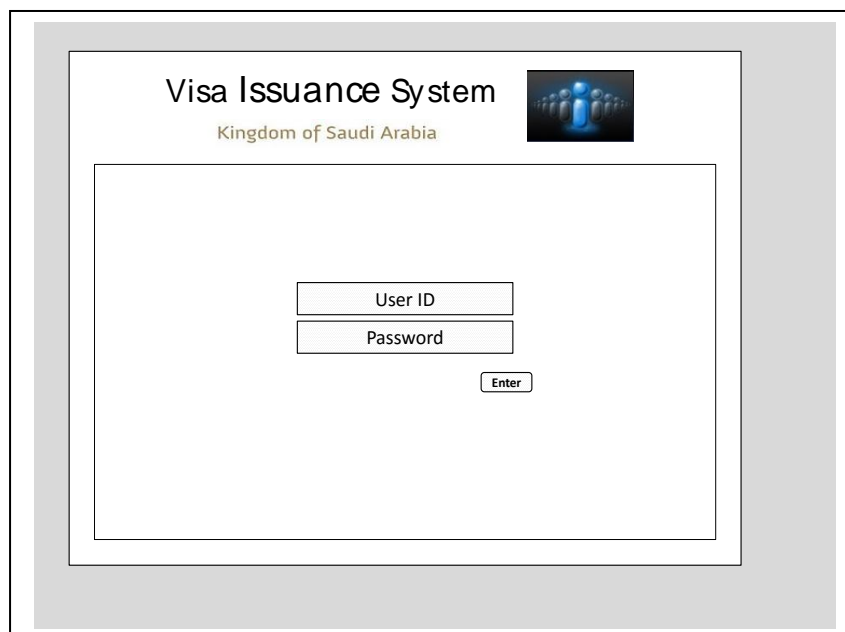 Visa Issuance System
Kingdom of Saudi Arabia
User ID
Password
Enter